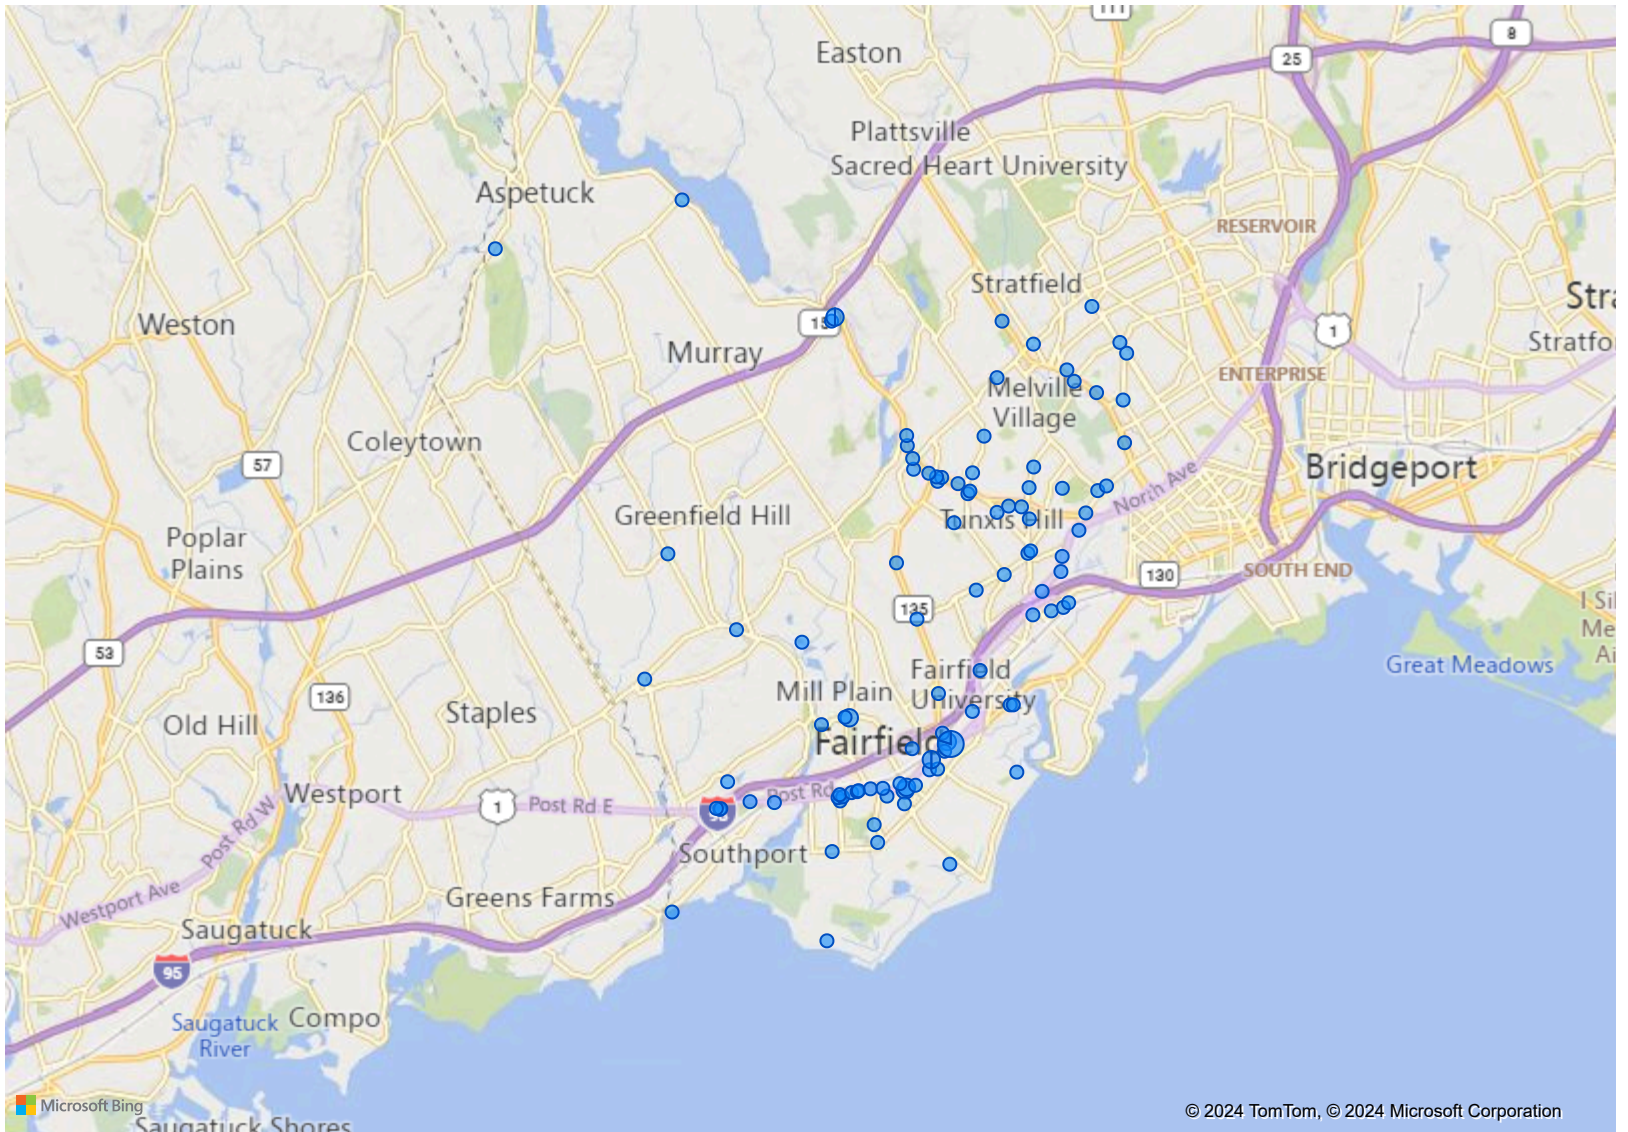 111
8
Easton
25
Plattsville
Sacred Heart University
Aspetuck
RESERVOIR
Stratfield
Weston
15
1
Murray
ENTERPRISE
Melville
Village
Coleytown
57
Bridgeport
North Ave
Greenfield Hill
Tunxis Hill
Poplar
Plains
130
SOUTH END
135
53
Great Meadows
Fairfield
University
Mill Plain
136
Staples
Old Hill
Fairfield
Westport
1
Post Rd E
Post Rd
95
Post Rd W
Southport
Westport Ave
Greens Farms
Saugatuck
95
Saugatuck
River
Compo
Microsoft Bing
© 2024 TomTom, © 2024 Microsoft Corporation
Saugatuck Shores